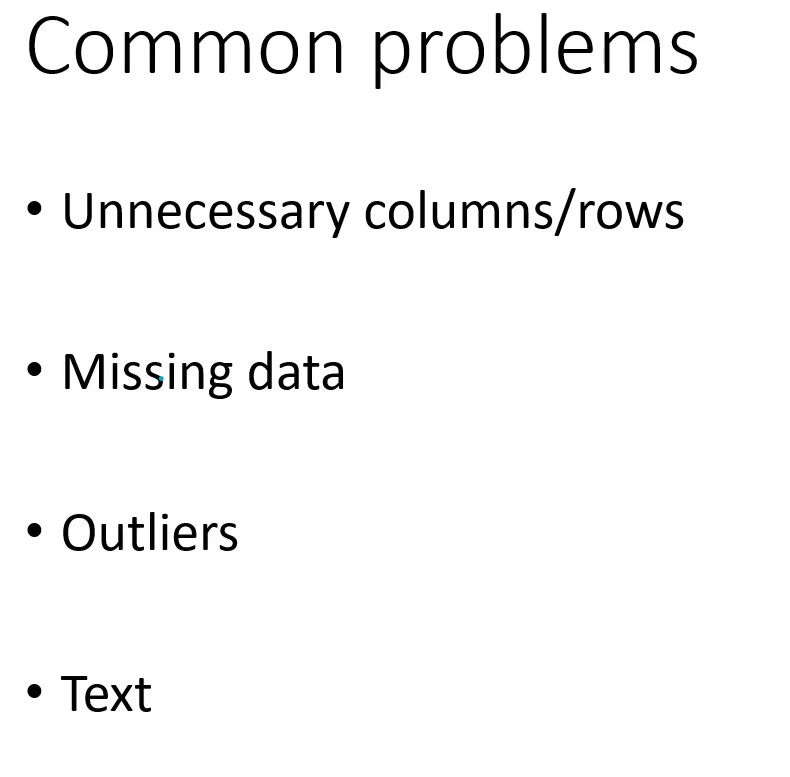 Common problems
• Unnecessary columns/rows
• Missing data
• Outliers
• Text